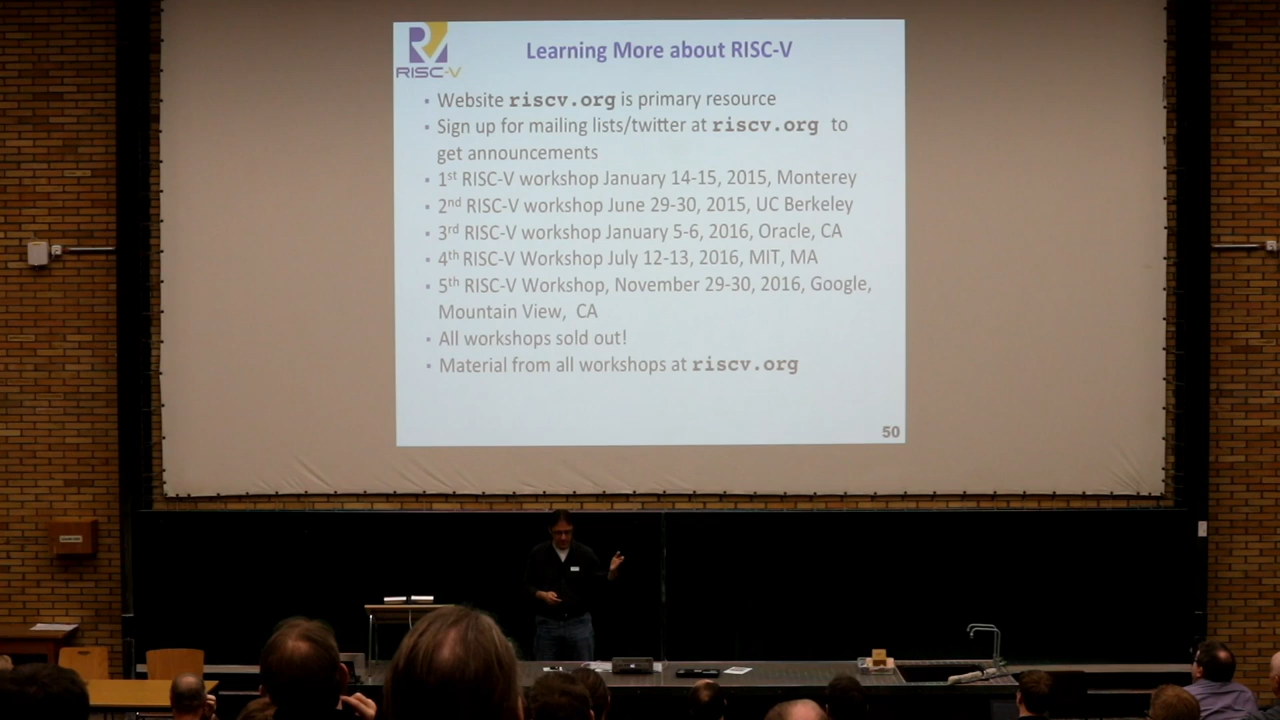 RISC-V
Learning More about RISC-V
▪ Website riscv.org is primary resource
▪ Sign up for mailing lists/twitter at riscv.org to
get announcements
▪ 1st RISC-V workshop January 14-15, 2015, Monterey
▪ 2nd RISC-V workshop June 29-30, 2015, UC Berkeley
▪ 3rd RISC-V workshop January 5-6, 2016, Oracle, CA
▪ 4th RISC-V Workshop July 12-13, 2016, MIT, MA
▪ 5th RISC-V Workshop, November 29-30, 2016, Google,
Mountain View, CA
▪ All workshops sold out!
▪ Material from all workshops at riscv.org
50